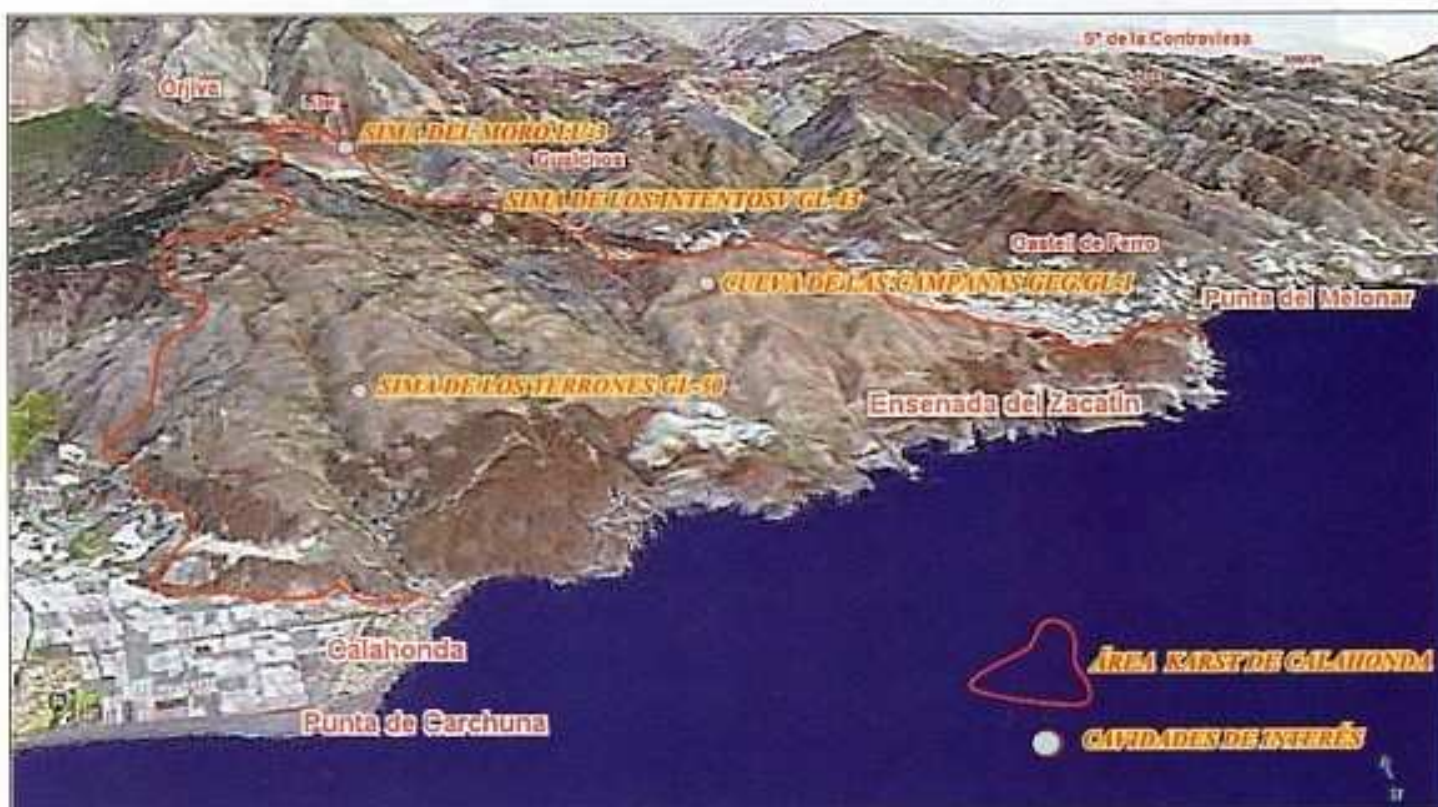 Sª de la Contraviesa
Orjiva
SIMA DEL MORO LU-3
Gualchos
SIMA DE LOS INTENTOSV GL-43
Castell de Ferro
CUEVA DE LAS CAMPANAS GEG.GL-1
Punta del Melonar
SIMA DE LOS TERRONES GL-50
Ensenada del Zacatín
Calahonda
ÁREA KARST DE CALAHONDA
Punta de Carchuna
CAVIDADES DE INTERÉS